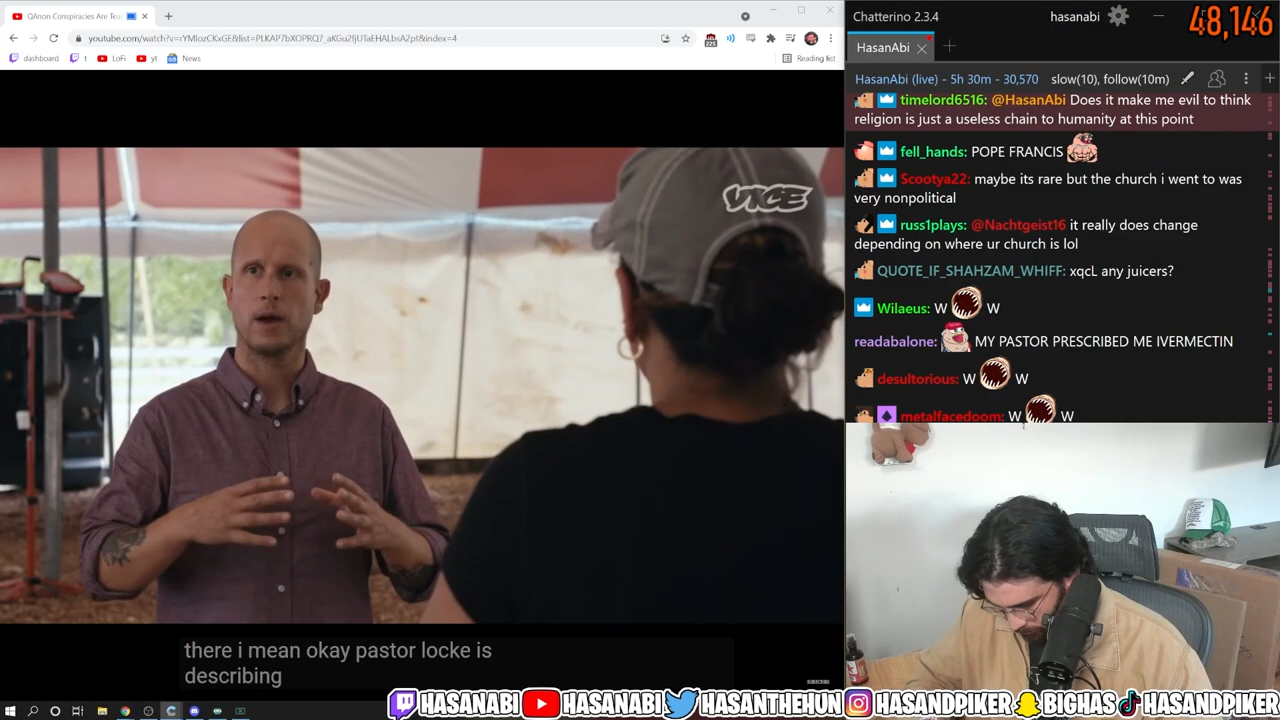 QAnon Conspiracies Are Tea
youtube.com/watch?v=rYMIozCKxGE&list=PLKAP7bXOPRQ7_aKGu2fjUTaEHALbsA2pt&index=4
dashboard
t
LoFi
yt
News
Reading list
VICE
there i mean okay pastor locke is
describing
SUBSCRIBE
Chatterino 2.3.4
hasanabi
48,146
HasanAbi
HasanAbi (live) - 5h 30m - 30,570 slow(10), follow(10m)
timelord6516: @HasanAbi Does it make me evil to think
religion is just a useless chain to humanity at this point
fell_hands: POPE FRANCIS
Scootya22: maybe its rare but the church i went to was
very nonpolitical
russ1plays: @Nachtgeist16 it really does change
depending on where ur church is lol
QUOTE_IF_SHAHZAM_WHIFF: xqcL any juicers?
Wilaeus: W W
readabalone: MY PASTOR PRESCRIBED ME IVERMECTIN
desultorious: W W
metalfacedoom: W W
HASANABI HASANABI HASANTHEHUN HASANDPIKER BIGHAS HASANDPIKER